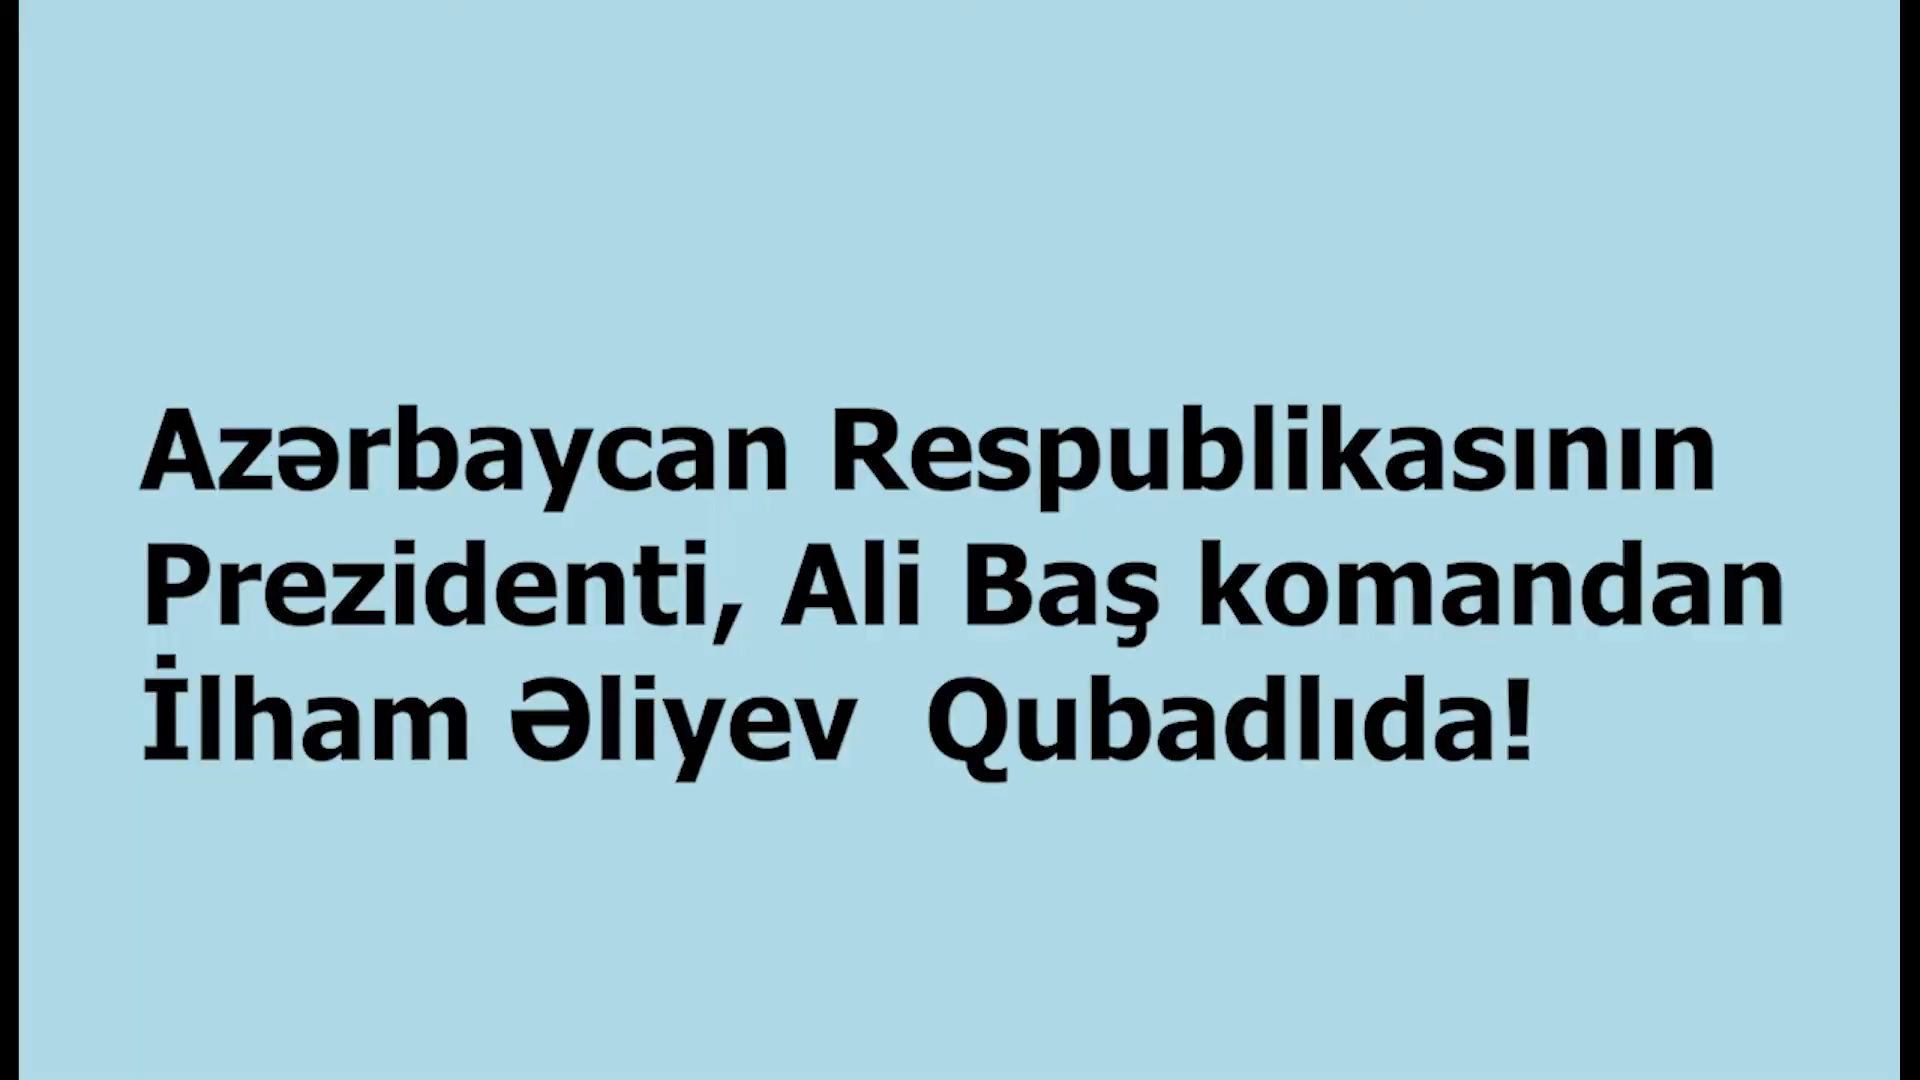 Azərbaycan Respublikasının
Prezidenti, Ali Baş komandan
İlham Əliyev  Qubadlıda!